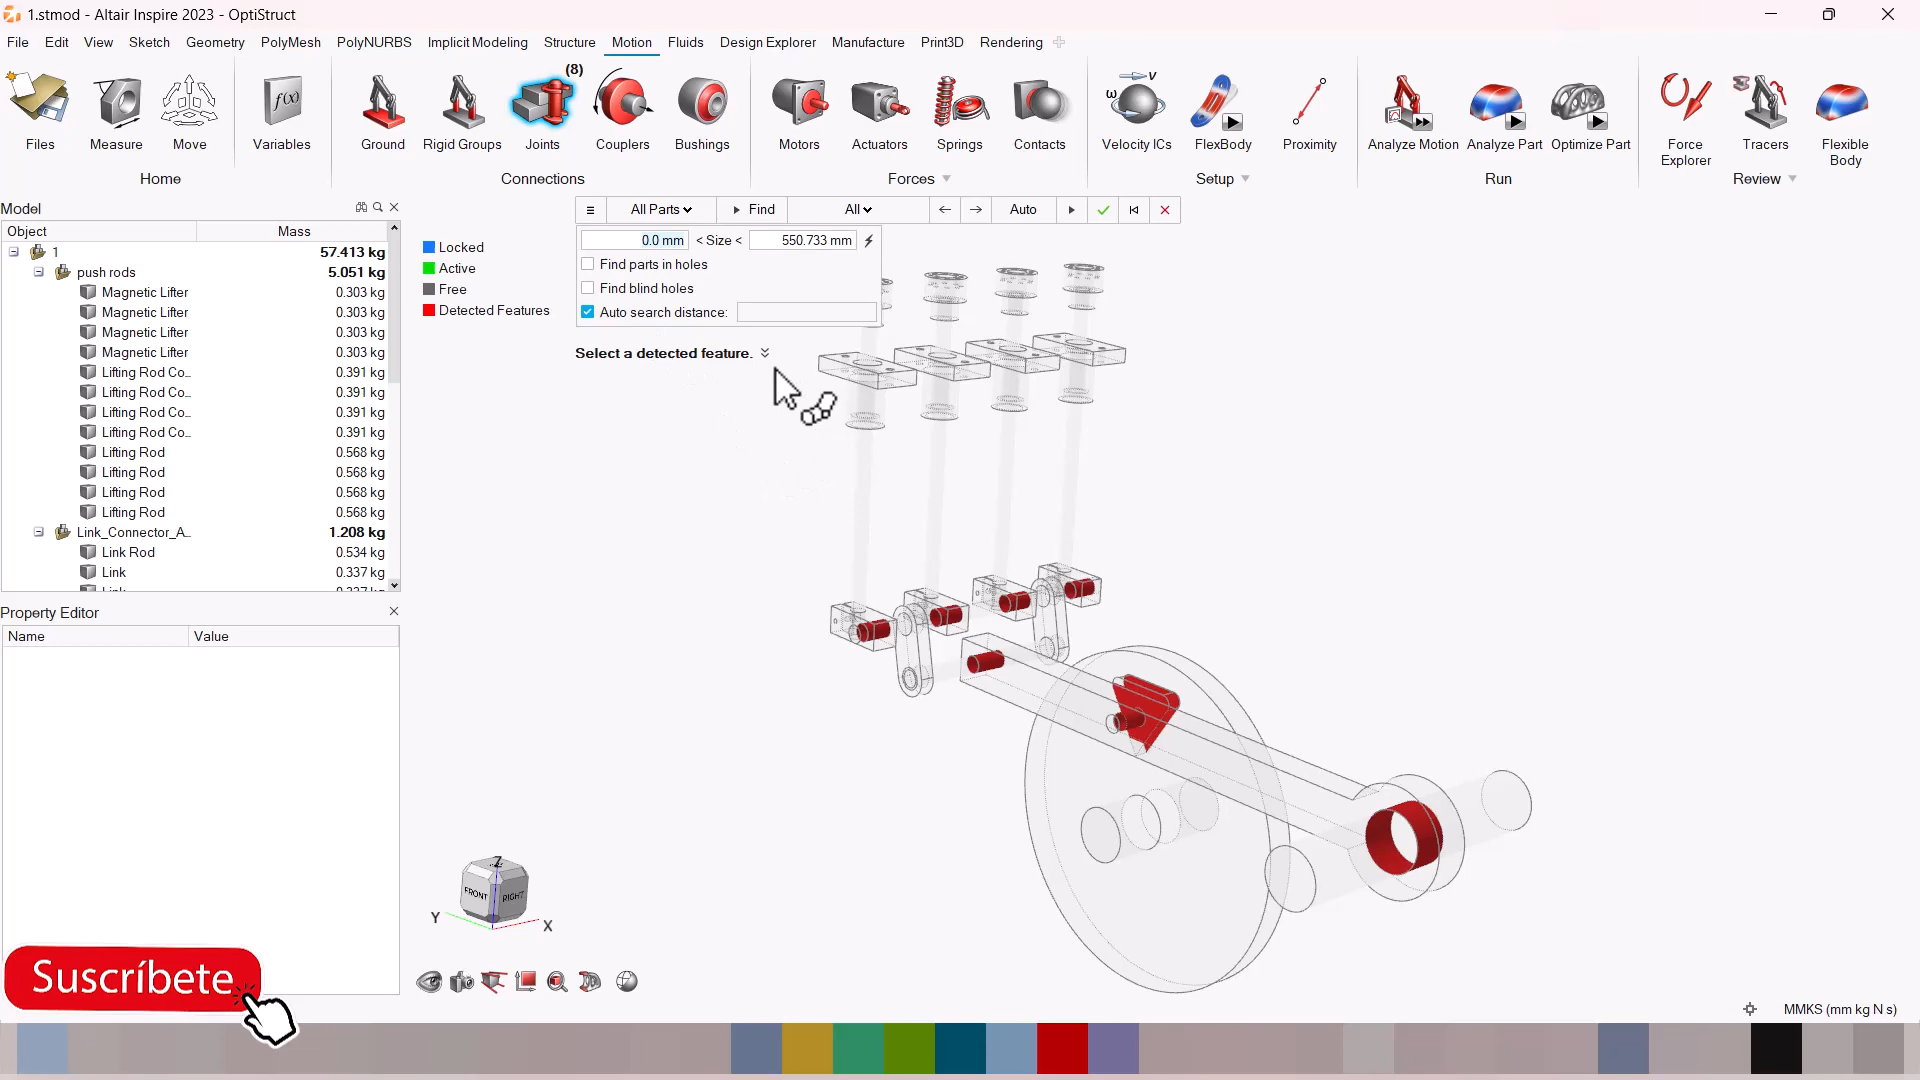 1.stmod - Altair Inspire 2023 - OptiStruct
File Edit View Sketch Geometry PolyMesh PolyNURBS Implicit Modeling Structure Motion Fluids Design Explorer Manufacture Print3D Rendering
(8)
f(x)
v
ω
Files Measure Move Variables Ground Rigid Groups Joints Couplers Bushings Motors Actuators Springs Contacts Velocity ICs FlexBody Proximity Analyze Motion Analyze Part Optimize Part Force Explorer Tracers Flexible Body
Home Connections Forces Setup Run Review
Model
Object Mass
1 57.413 kg
push rods 5.051 kg
Magnetic Lifter 0.303 kg
Magnetic Lifter 0.303 kg
Magnetic Lifter 0.303 kg
Magnetic Lifter 0.303 kg
Lifting Rod Co... 0.391 kg
Lifting Rod Co... 0.391 kg
Lifting Rod Co... 0.391 kg
Lifting Rod Co... 0.391 kg
Lifting Rod 0.568 kg
Lifting Rod 0.568 kg
Lifting Rod 0.568 kg
Lifting Rod 0.568 kg
Link_Connector_A... 1.208 kg
Link Rod 0.534 kg
Link 0.337 kg
Property Editor
Name Value
Locked
Active
Free
Detected Features
All Parts Find All Auto
0.0 mm < Size < 550.733 mm
Find parts in holes
Find blind holes
Auto search distance:
Select a detected feature.
Z
FRONT RIGHT
Y X
Suscríbete
MMKS (mm kg N s)